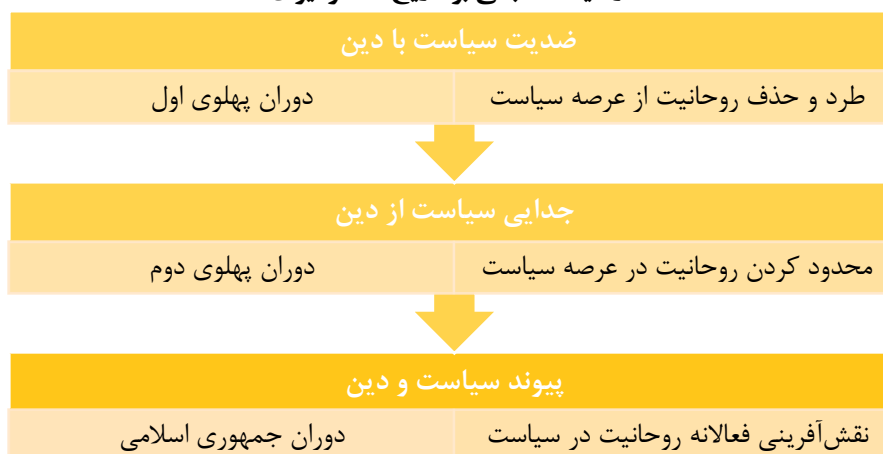 ضدیت سیاست با دین
طرد و حذف روحانیت از عرصه سیاست دوران پهلوی اول
جدایی سیاست از دین
محدود کردن روحانیت در عرصه سیاست دوران پهلوی دوم
پیوند سیاست و دین
نقش‌آفرینی فعالانه روحانیت در سیاست دوران جمهوری اسلامی